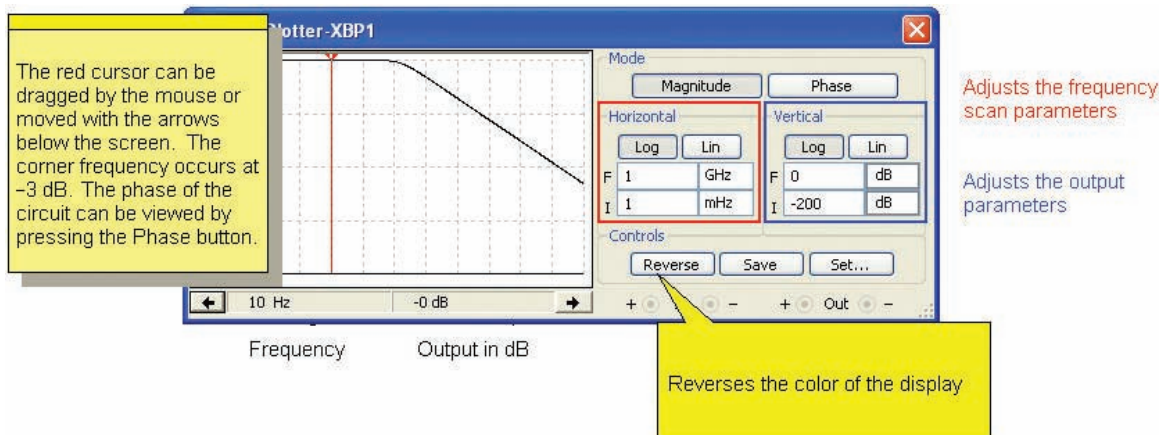 The red cursor can be
dragged by the mouse or
moved with the arrows
below the screen. The
corner frequency occurs at
–3 dB. The phase of the
circuit can be viewed by
pressing the Phase button.
lotter-XBP1
Mode
Magnitude Phase
Horizontal
Log Lin
F 1 GHz
I 1 mHz
Vertical
Log Lin
F 0 dB
I -200 dB
Controls
Reverse Save Set...
10 Hz -0 dB
+ – + Out –
Frequency Output in dB
Adjusts the frequency
scan parameters
Adjusts the output
parameters
Reverses the color of the display